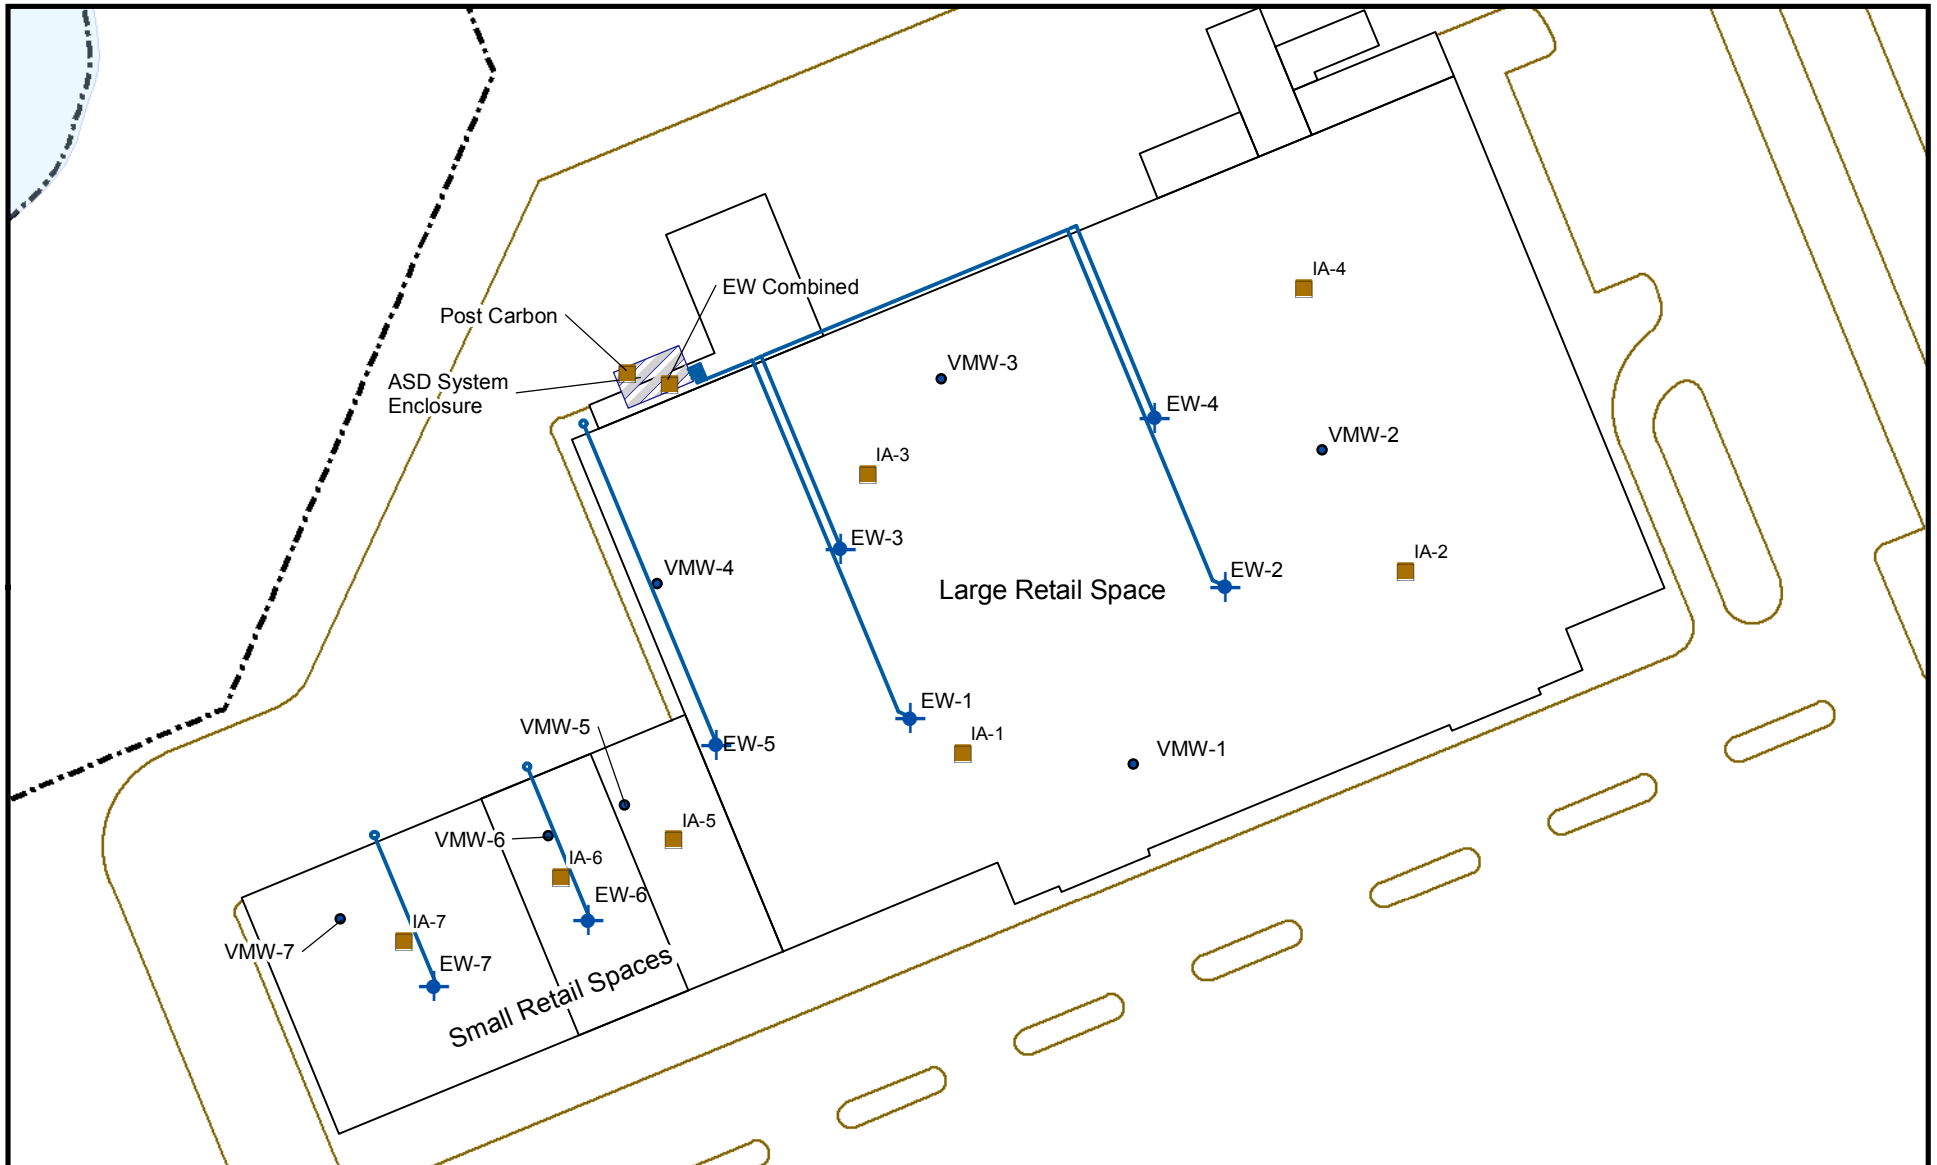 IA-4
EW Combined
Post Carbon
VMW-3
ASD System
Enclosure
EW-4
VMW-2
IA-3
EW-3
IA-2
VMW-4
EW-2
Large Retail Space
EW-1
VMW-5
IA-1
EW-5
VMW-1
IA-5
VMW-6
IA-6
EW-6
IA-7
VMW-7
EW-7
Small Retail Spaces